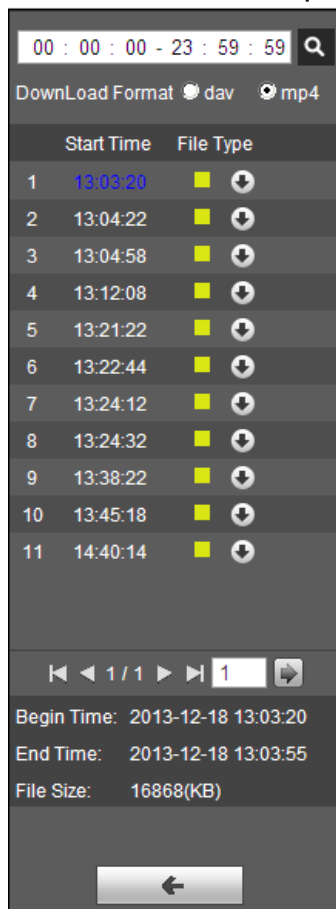 00 : 00 : 00 - 23 : 59 : 59
DownLoad Format dav mp4
Start Time File Type
1 13:03:20
2 13:04:22
3 13:04:58
4 13:12:08
5 13:21:22
6 13:22:44
7 13:24:12
8 13:24:32
9 13:38:22
10 13:45:18
11 14:40:14
1 / 1 1
Begin Time: 2013-12-18 13:03:20
End Time: 2013-12-18 13:03:55
File Size: 16868(KB)